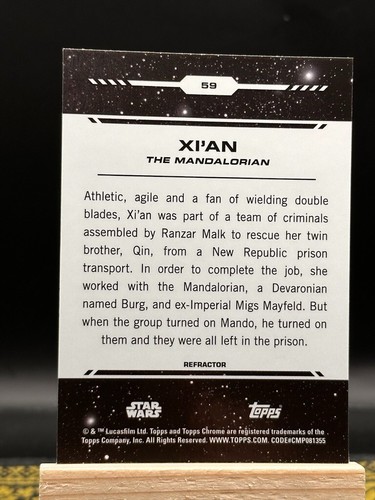 59
XI'AN
THE MANDALORIAN
Athletic, agile and a fan of wielding double
blades, Xi'an was part of a team of criminals
assembled by Ranzar Malk to rescue her twin
brother, Qin, from a New Republic prison
transport. In order to complete the job, she
worked with the Mandalorian, a Devaronian
named Burg, and ex-Imperial Migs Mayfeld. But
when the group turned on Mando, he turned on
them and they were all left in the prison.
REFRACTOR
STAR
WARS
topps
© & ™ Lucasfilm Ltd. Topps and Topps Chrome are registered trademarks of the
Topps Company, Inc. All Rights Reserved. WWW.TOPPS.COM. CODE#CMP081355